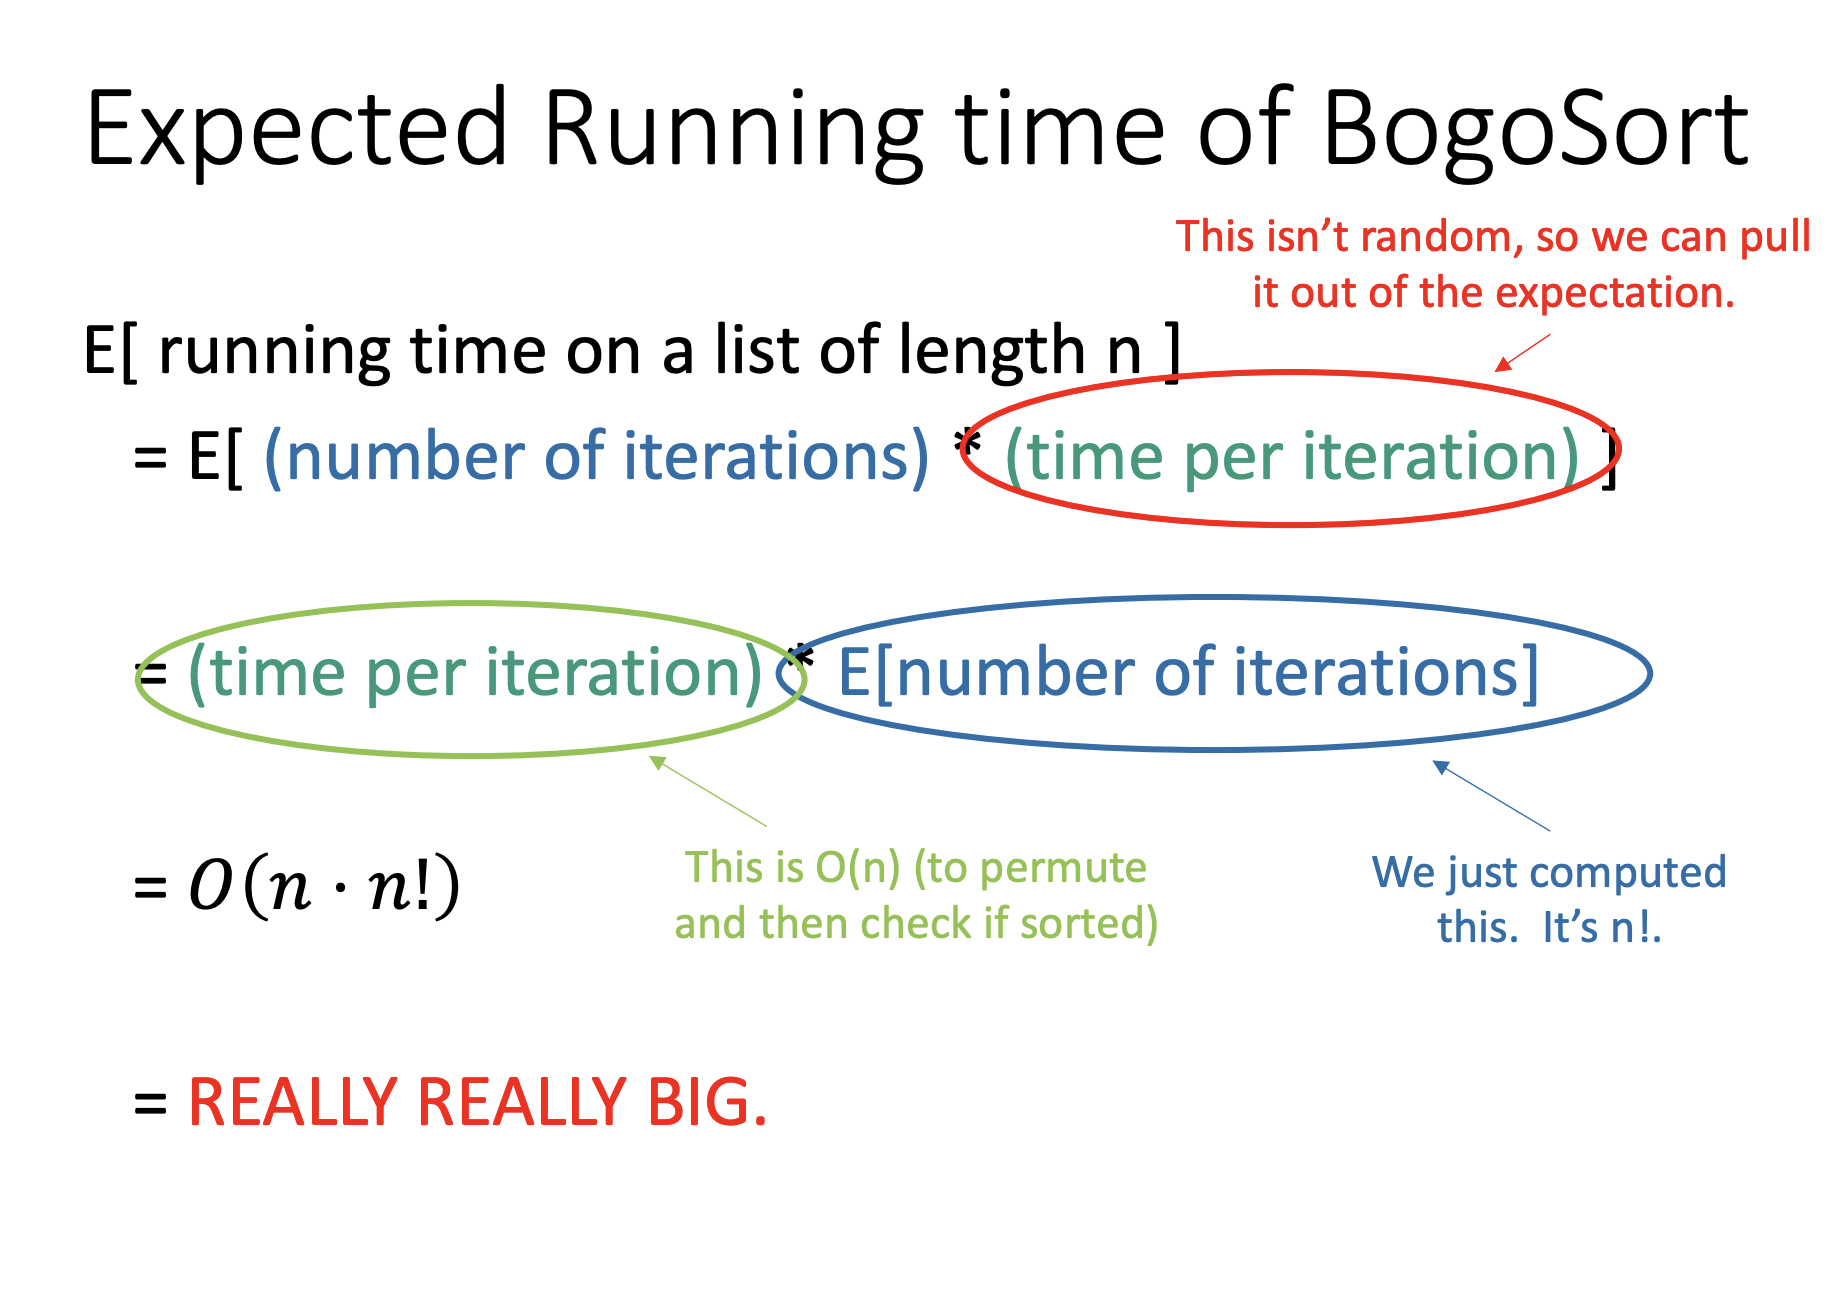 Expected Running time of BogoSort
This isn’t random, so we can pull
it out of the expectation.
E[ running time on a list of length n ]
= E[ (number of iterations) * (time per iteration) ]
= (time per iteration) * E[number of iterations]
This is O(n) (to permute
and then check if sorted)
We just computed
this.  It’s n!.
= O(n · n!)
= REALLY REALLY BIG.